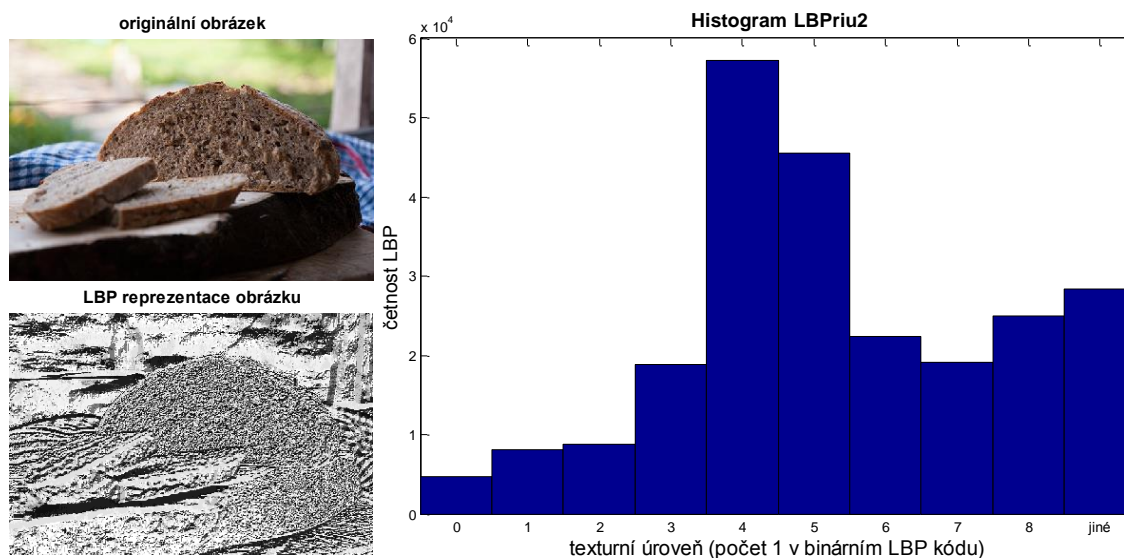 originální obrázek
LBP reprezentace obrázku
Histogram LBPriu2
x 10⁴
6
5
4
3
2
1
0
četnost LBP
0 1 2 3 4 5 6 7 8 jiné
texturní úroveň (počet 1 v binárním LBP kódu)